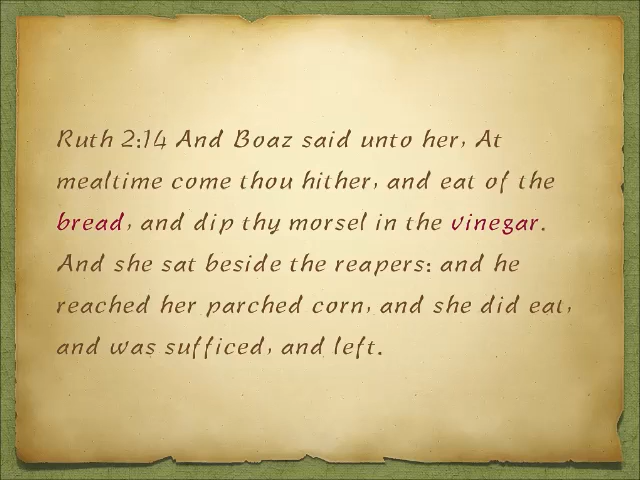 Ruth 2:14 And Boaz said unto her, At
mealtime come thou hither, and eat of the
bread, and dip thy morsel in the vinegar.
And she sat beside the reapers: and he
reached her parched corn, and she did eat,
and was sufficed, and left.